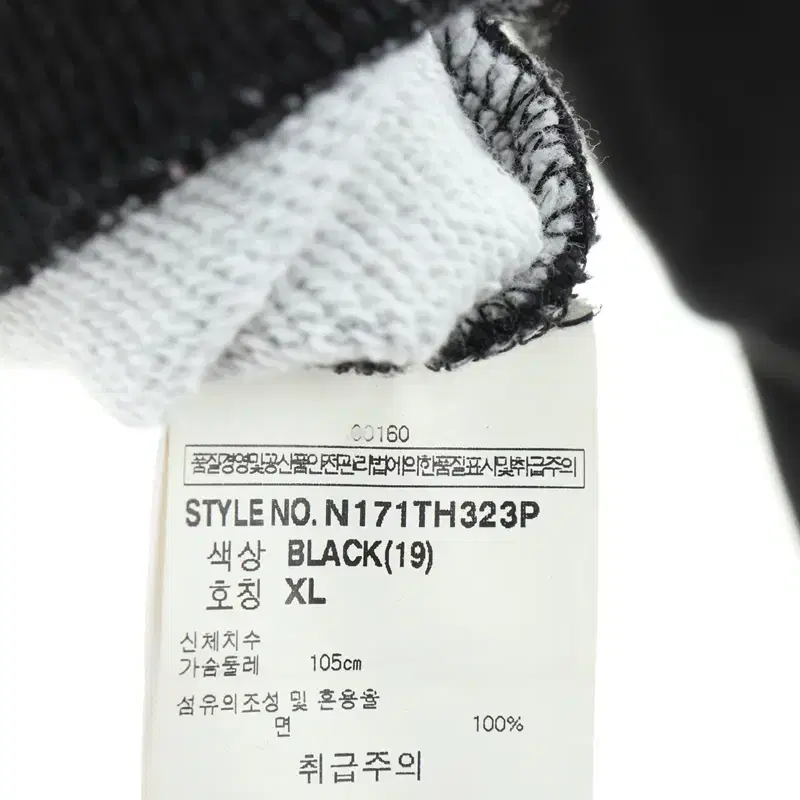 00160
품질경영및공산품안전관리법에의한품질표시및취급주의
STYLE NO. N171TH323P
색상 BLACK(19)
호칭 XL
신체치수
가슴둘레 105cm
섬유의조성 및 혼용율
면 100%
취급주의